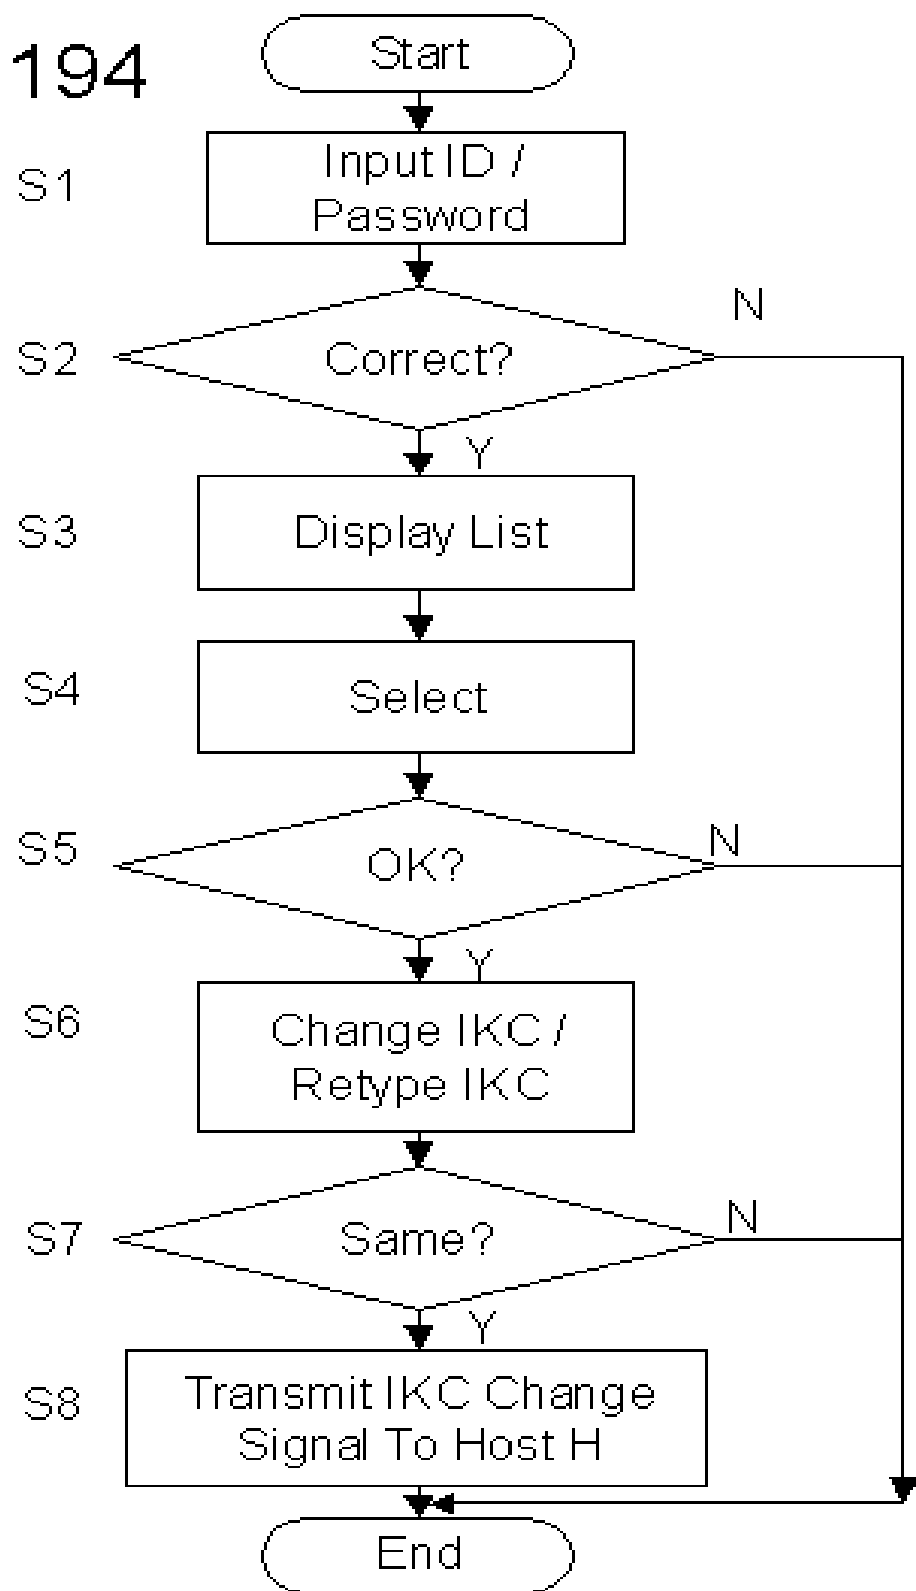 194
Start
S1
Input ID /
Password
S2
Correct?
N
Y
S3
Display List
S4
Select
S5
OK?
N
Y
S6
Change IKC /
Retype IKC
S7
Same?
N
Y
S8
Transmit IKC Change
Signal To Host H
End